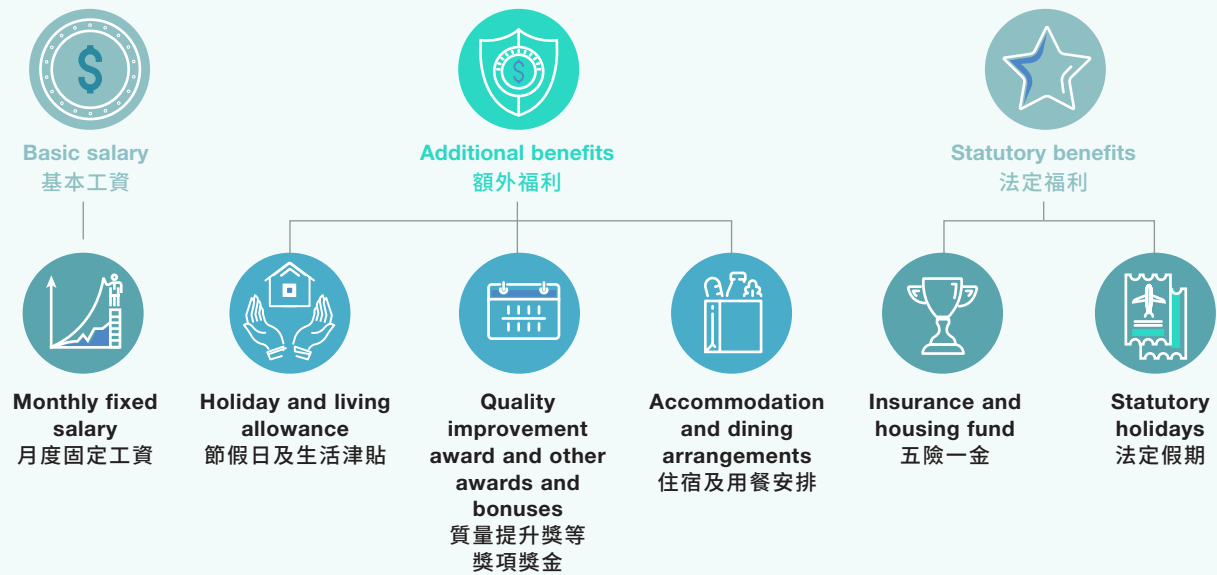 Basic salary
基本工資
Additional benefits
額外福利
Statutory benefits
法定福利
Monthly fixed
salary
月度固定工資
Holiday and living
allowance
節假日及生活津貼
Quality
improvement
award and other
awards and
bonuses
質量提升獎等
獎項獎金
Accommodation
and dining
arrangements
住宿及用餐安排
Insurance and
housing fund
五險一金
Statutory
holidays
法定假期